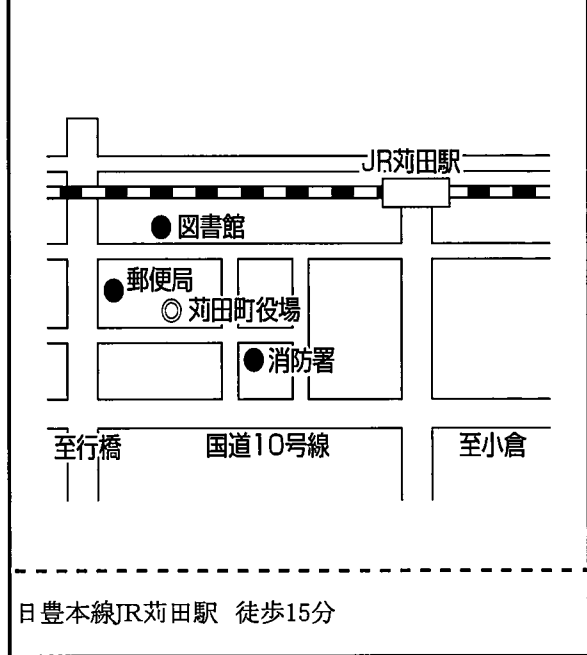 JR苅田駅
図書館
郵便局
苅田町役場
消防署
至行橋
国道10号線
至小倉
日豊本線JR苅田駅 徒歩15分